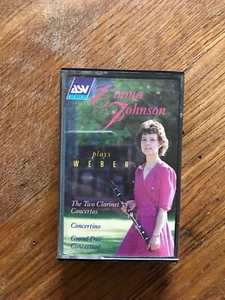 ASV
Emma
Johnson
plays
WEBER
The Two Clarinet
Concertos
Concertino
Grand Duo
Concertant